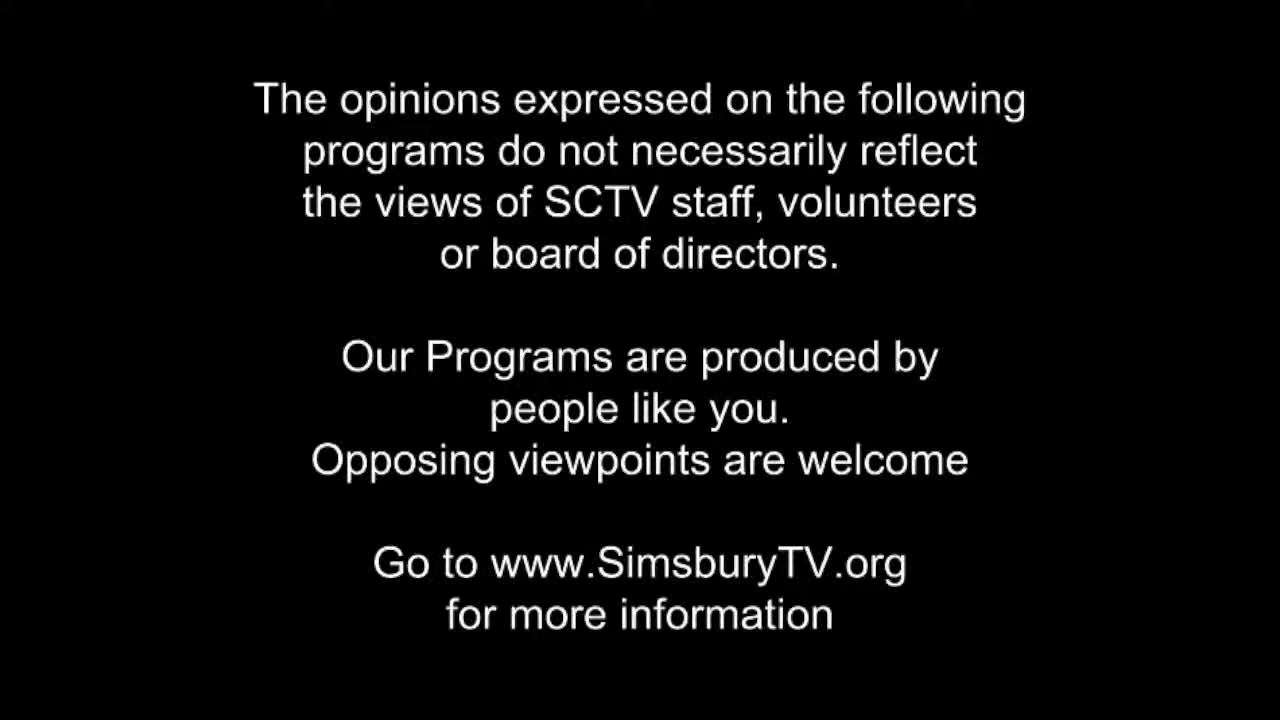 The opinions expressed on the following
programs do not necessarily reflect
the views of SCTV staff, volunteers
or board of directors.
Our Programs are produced by
people like you.
Opposing viewpoints are welcome
Go to www.SimsburyTV.org
for more information